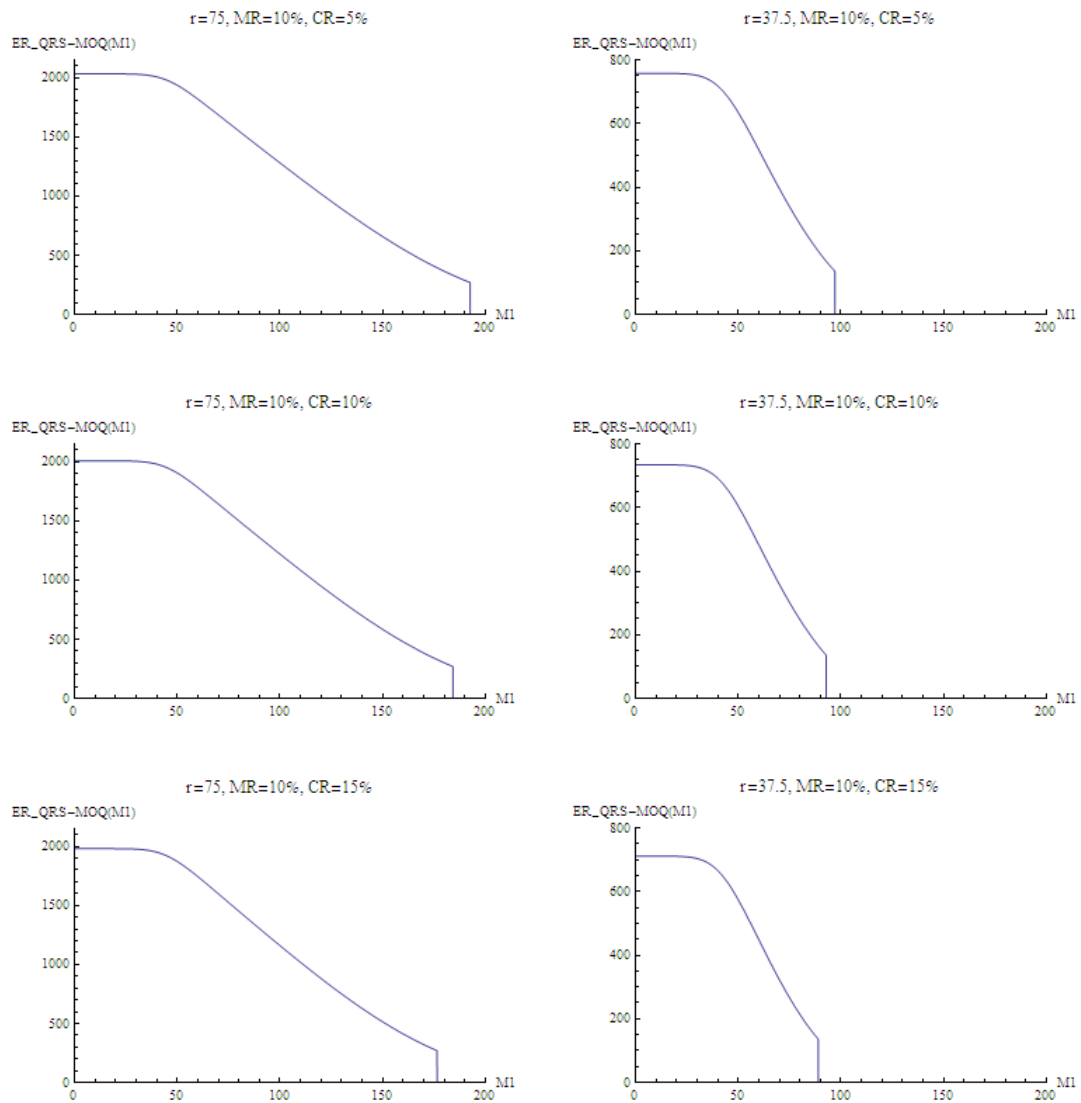 r=75, MR=10%, CR=5%
ER_QRS-MOQ(M1)
2000
1500
1000
500
0
0 50 100 150 200 M1
r=37.5, MR=10%, CR=5%
ER_QRS-MOQ(M1)
800
600
400
200
0
0 50 100 150 200 M1
r=75, MR=10%, CR=10%
ER_QRS-MOQ(M1)
2000
1500
1000
500
0
0 50 100 150 200 M1
r=37.5, MR=10%, CR=10%
ER_QRS-MOQ(M1)
800
600
400
200
0
0 50 100 150 200 M1
r=75, MR=10%, CR=15%
ER_QRS-MOQ(M1)
2000
1500
1000
500
0
0 50 100 150 200 M1
r=37.5, MR=10%, CR=15%
ER_QRS-MOQ(M1)
800
600
400
200
0
0 50 100 150 200 M1